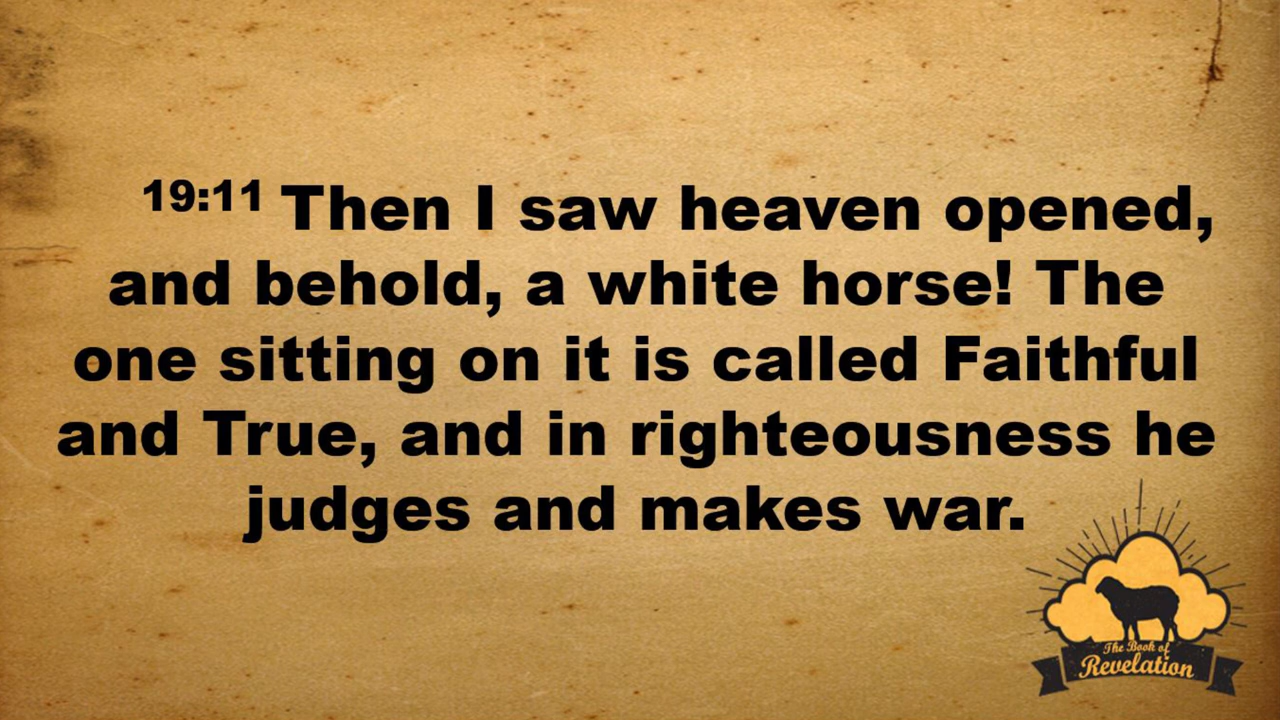 19:11 Then I saw heaven opened,
and behold, a white horse! The
one sitting on it is called Faithful
and True, and in righteousness he
judges and makes war.
The Book of
Revelation